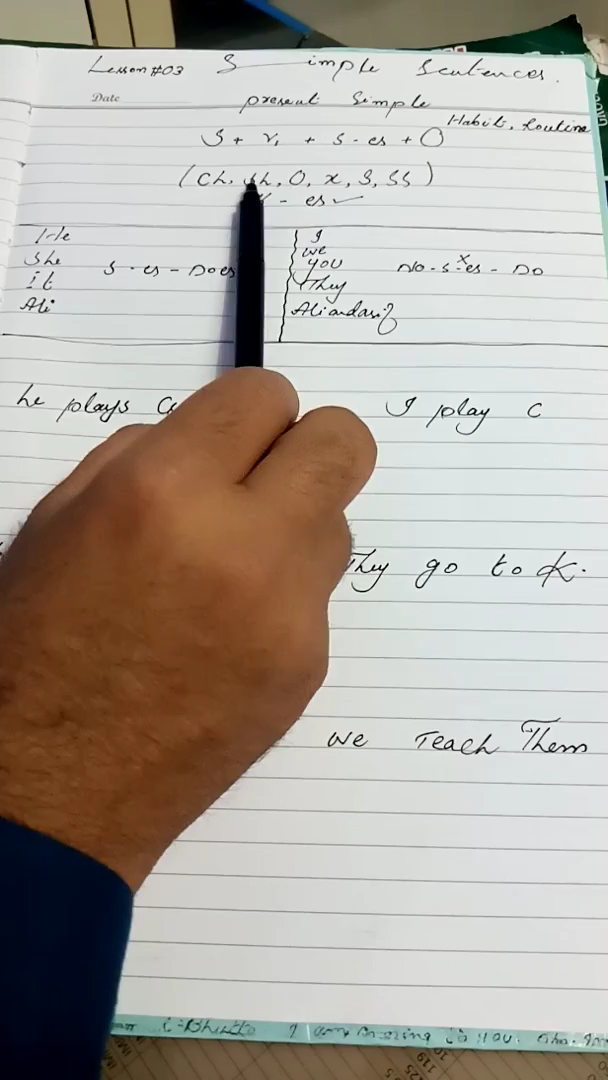 Lesson #03 Simple Sentences.
Date
present Simple
Habit, Routine
S + V1 + s-es + O
(ch, sh, O, x, S, SS)
- es ✓
He
She
it
Ali
S - es - Does
I
we
you
They
Ali and asif
No - s - es - Do
he plays
I play C
They go to K.
we Teach Them